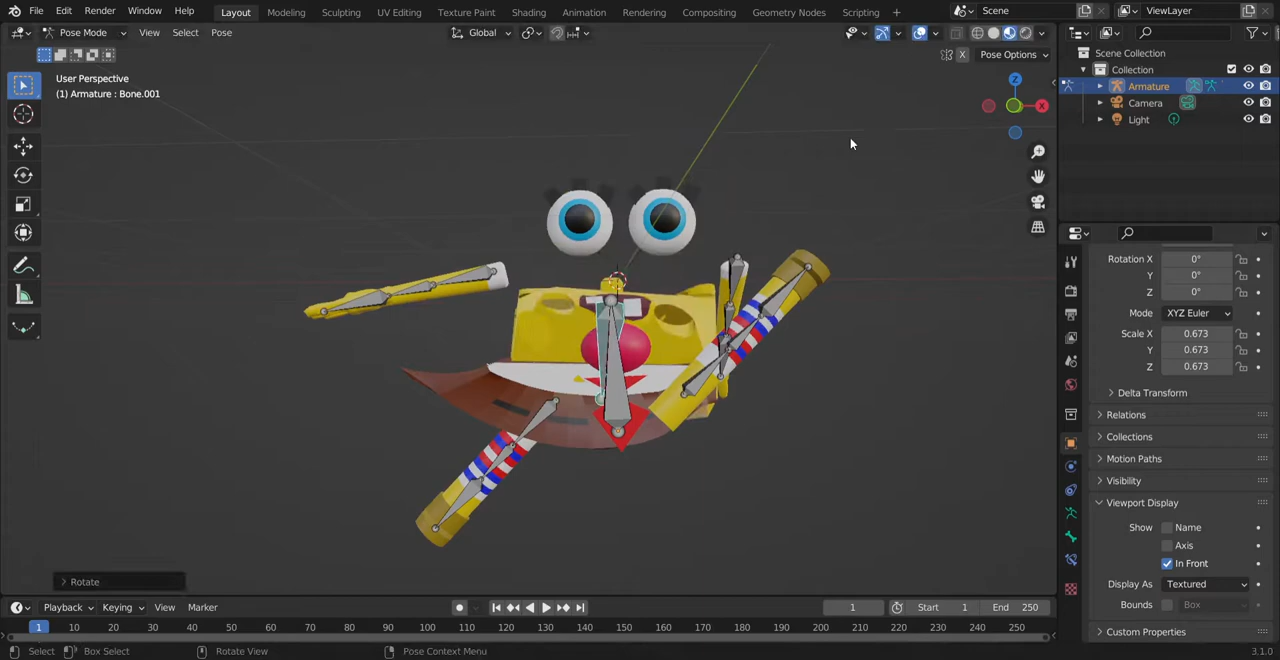 File Edit Render Window Help Layout Modeling Sculpting UV Editing Texture Paint Shading Animation Rendering Compositing Geometry Nodes Scripting + Scene ViewLayer
Pose Mode View Select Pose Global
X Pose Options
User Perspective
(1) Armature : Bone.001
Z
X
Rotate
Scene Collection
Collection
Armature
Camera
Light
Rotation X 0°
Y 0°
Z 0°
Mode XYZ Euler
Scale X 0.673
Y 0.673
Z 0.673
Delta Transform
Relations
Collections
Motion Paths
Visibility
Viewport Display
Show Name
Axis
In Front
Display As Textured
Bounds Box
Custom Properties
Playback Keying View Marker 1 Start 1 End 250
1 10 20 30 40 50 60 70 80 90 100 110 120 130 140 150 160 170 180 190 200 210 220 230 240 250
Select Box Select Rotate View Pose Context Menu 3.1.0